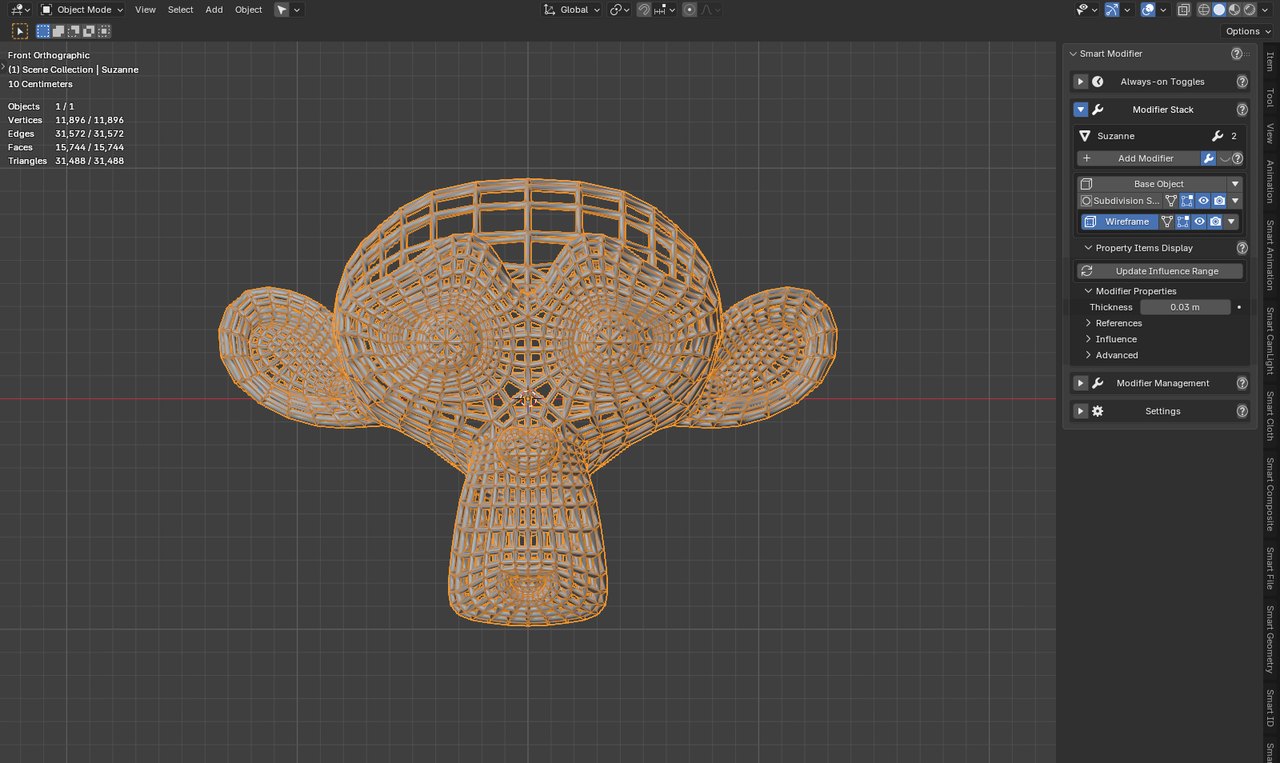 Object Mode View Select Add Object Global
Options
Front Orthographic
(1) Scene Collection | Suzanne
10 Centimeters
Objects 1 / 1
Vertices 11,896 / 11,896
Edges 31,572 / 31,572
Faces 15,744 / 15,744
Triangles 31,488 / 31,488
Smart Modifier
Always-on Toggles
Modifier Stack
Suzanne 2
Add Modifier
Base Object
Subdivision S...
Wireframe
Property Items Display
Update Influence Range
Modifier Properties
Thickness 0.03 m
References
Influence
Advanced
Modifier Management
Settings
Item
Tool
View
Animation
Smart Animation
Smart CamLight
Smart Cloth
Smart Composite
Smart File
Smart Geometry
Smart ID